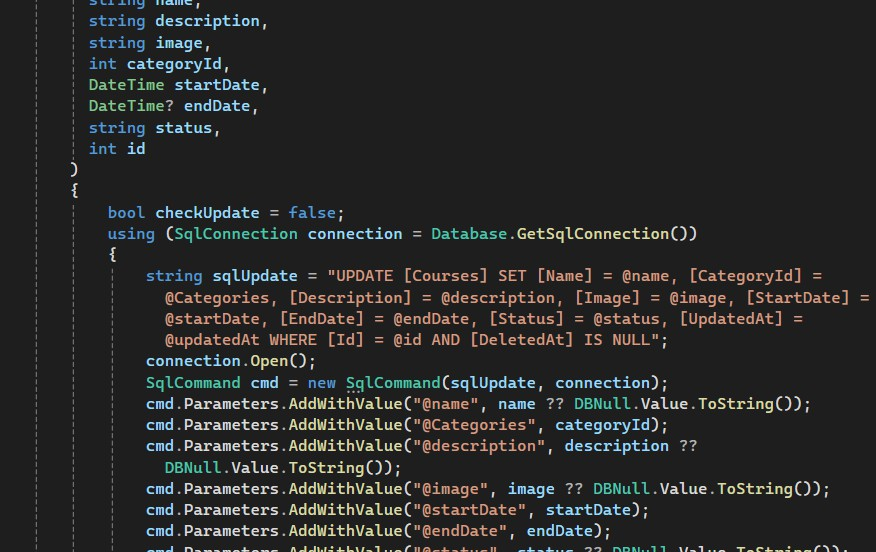 string name,
string description,
string image,
int categoryId,
DateTime startDate,
DateTime? endDate,
string status,
int id
)
{
bool checkUpdate = false;
using (SqlConnection connection = Database.GetSqlConnection())
{
string sqlUpdate = "UPDATE [Courses] SET [Name] = @name, [CategoryId] =
@Categories, [Description] = @description, [Image] = @image, [StartDate] =
@startDate, [EndDate] = @endDate, [Status] = @status, [UpdatedAt] =
@updatedAt WHERE [Id] = @id AND [DeletedAt] IS NULL";
connection.Open();
SqlCommand cmd = new SqlCommand(sqlUpdate, connection);
cmd.Parameters.AddWithValue("@name", name ?? DBNull.Value.ToString());
cmd.Parameters.AddWithValue("@Categories", categoryId);
cmd.Parameters.AddWithValue("@description", description ??
DBNull.Value.ToString());
cmd.Parameters.AddWithValue("@image", image ?? DBNull.Value.ToString());
cmd.Parameters.AddWithValue("@startDate", startDate);
cmd.Parameters.AddWithValue("@endDate", endDate);
cmd.Parameters.AddWithValue("@status", status ?? DBNull.Value.ToString());